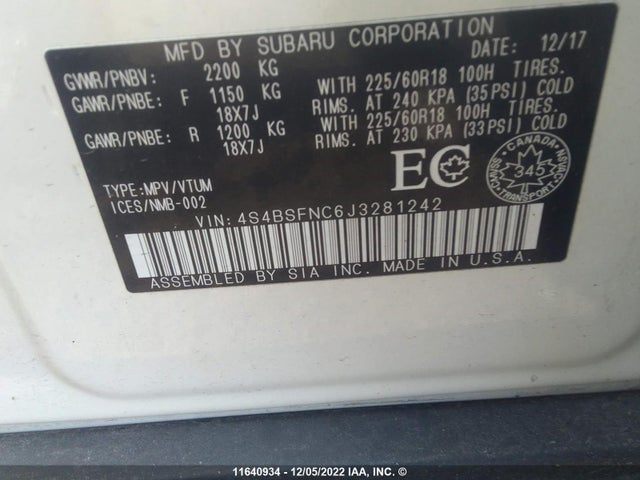 MFD BY SUBARU CORPORATION
DATE: 12/17
GVWR/PNBV: 2200 KG
GAWR/PNBE: F 1150 KG WITH 225/60R18 100H TIRES.
18X7J RIMS. AT 240 KPA (35PSI) COLD
GAWR/PNBE: R 1200 KG WITH 225/60R18 100H TIRES.
18X7J RIMS. AT 230 KPA (33PSI) COLD
EC
CANADA
345
TRANSPORT
TYPE:MPV/VTUM
ICES/NMB-002
VIN: 4S4BSFNC6J3281242
ASSEMBLED BY SIA INC. MADE IN U.S.A.
11640934 - 12/05/2022 IAA, INC. ©